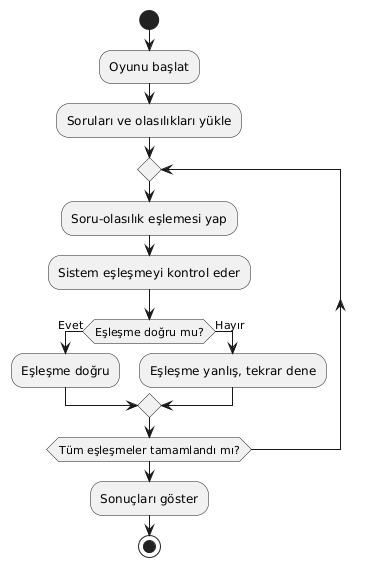 Oyunu başlat
Soruları ve olasılıkları yükle
Soru-olasılık eşlemesi yap
Sistem eşleşmeyi kontrol eder
Evet
Eşleşme doğru mu?
Hayır
Eşleşme doğru
Eşleşme yanlış, tekrar dene
Tüm eşleşmeler tamamlandı mı?
Sonuçları göster